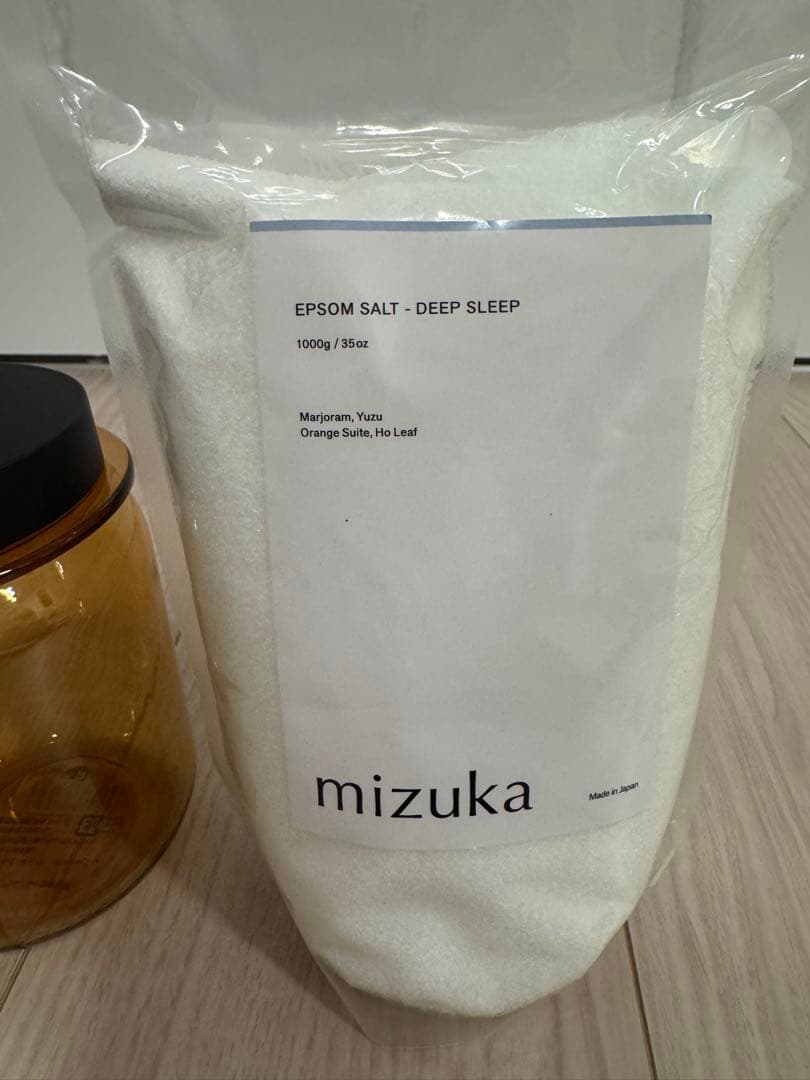 EPSOM SALT - DEEP SLEEP
1000g / 35oz
Marjoram, Yuzu
Orange Suite, Ho Leaf
mizuka
Made in Japan